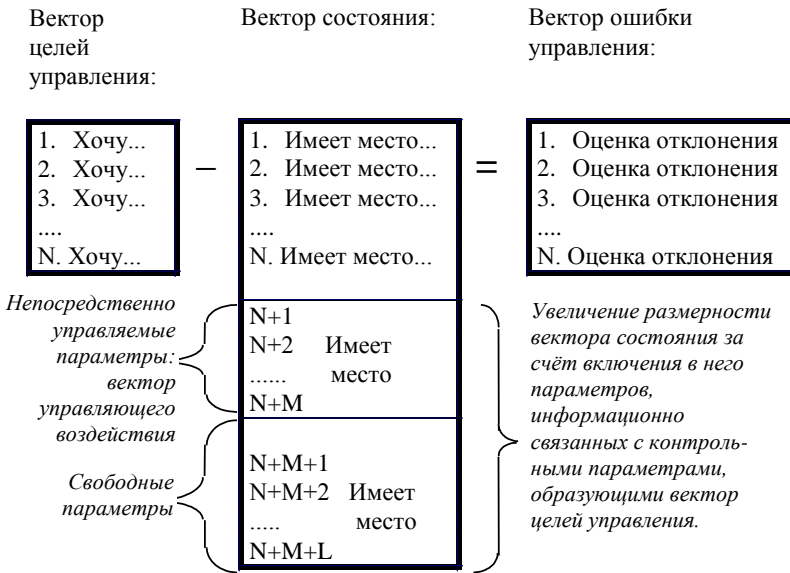 Вектор
целей
управления:
Вектор состояния:
Вектор ошибки
управления:
1. Хочу...
2. Хочу...
3. Хочу...
....
N. Хочу...
–
1. Имеет место...
2. Имеет место...
3. Имеет место...
....
N. Имеет место...
=
1. Оценка отклонения
2. Оценка отклонения
3. Оценка отклонения
....
N. Оценка отклонения
Непосредственно
управляемые
параметры:
вектор
управляющего
воздействия
N+1
N+2 Имеет
...... место
N+M
Свободные
параметры
N+M+1
N+M+2 Имеет
..... место
N+M+L
Увеличение размерности
вектора состояния за
счёт включения в него
параметров,
информационно
связанных с контроль-
ными параметрами,
образующими вектор
целей управления.